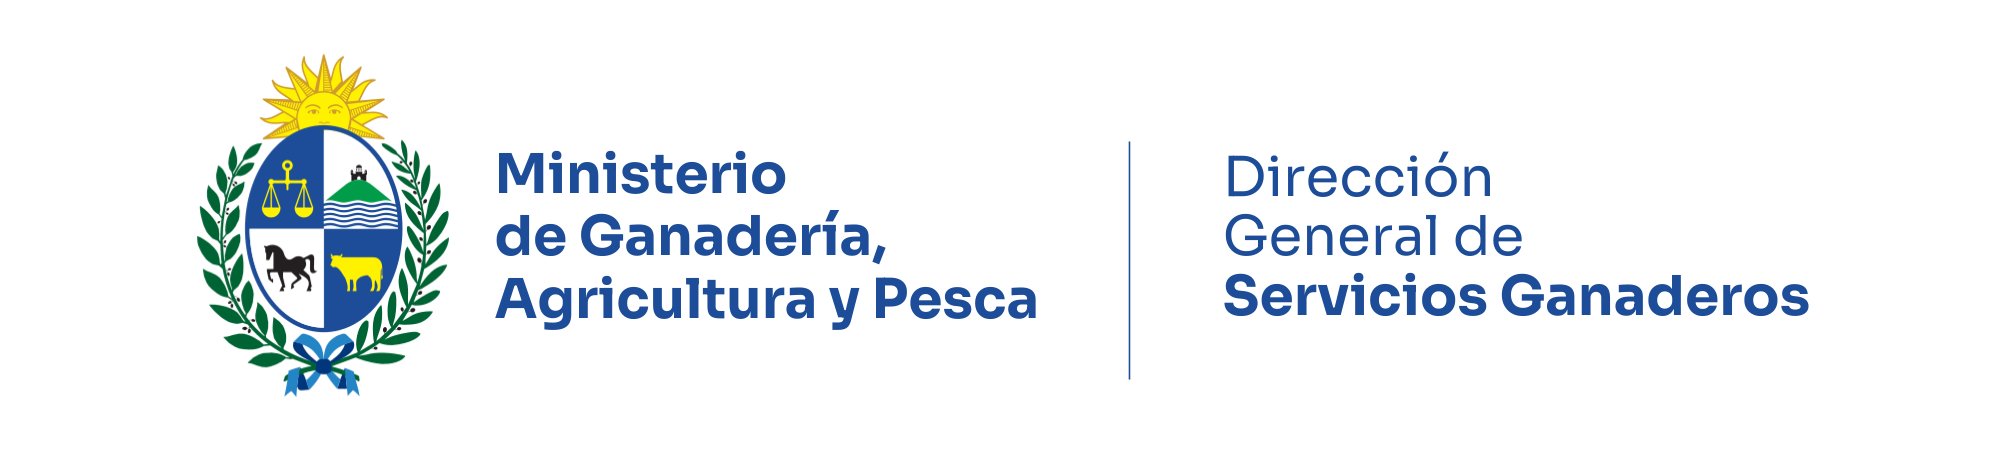 Ministerio
de Ganadería,
Agricultura y Pesca
Dirección
General de
Servicios Ganaderos